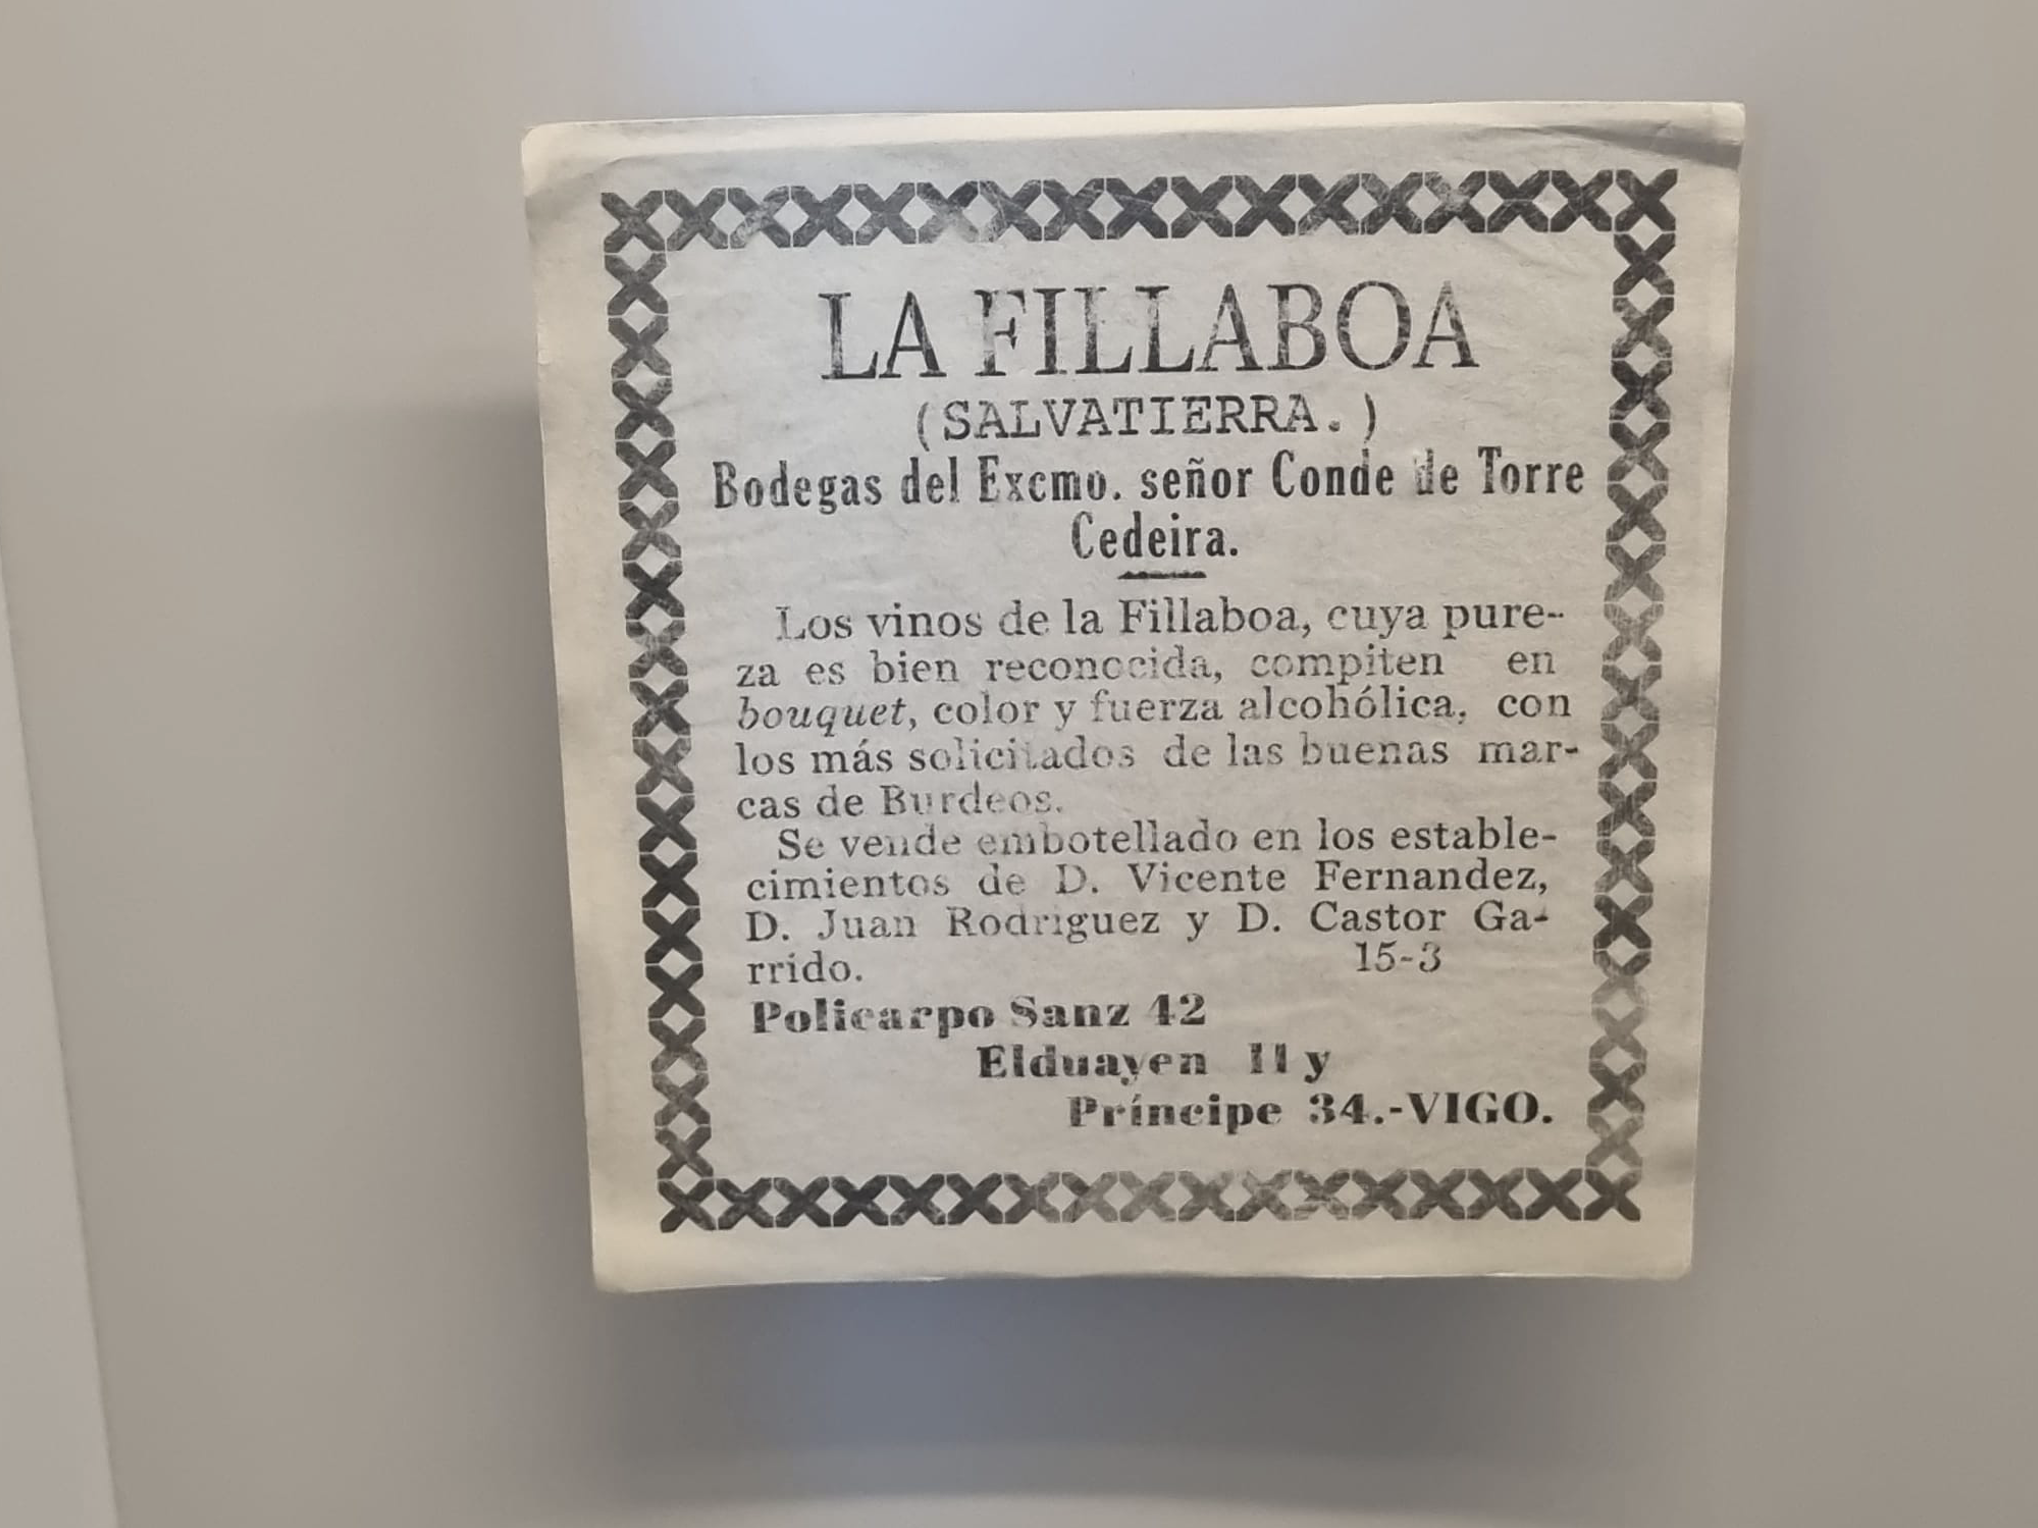 LA FILLABOA
(SALVATIERRA.)
Bodegas del Excmo. señor Conde de Torre
Cedeira.
Los vinos de la Fillaboa, cuya pure-
za es bien reconocida, compiten en
bouquet, color y fuerza alcohólica, con
los más solicitados de las buenas mar-
cas de Burdeos.
Se vende embotellado en los estable-
cimientos de D. Vicente Fernandez,
D. Juan Rodriguez y D. Castor Ga-
rrido. 15-3
Policarpo Sanz 42
Elduayen 11 y
Príncipe 34.-VIGO.